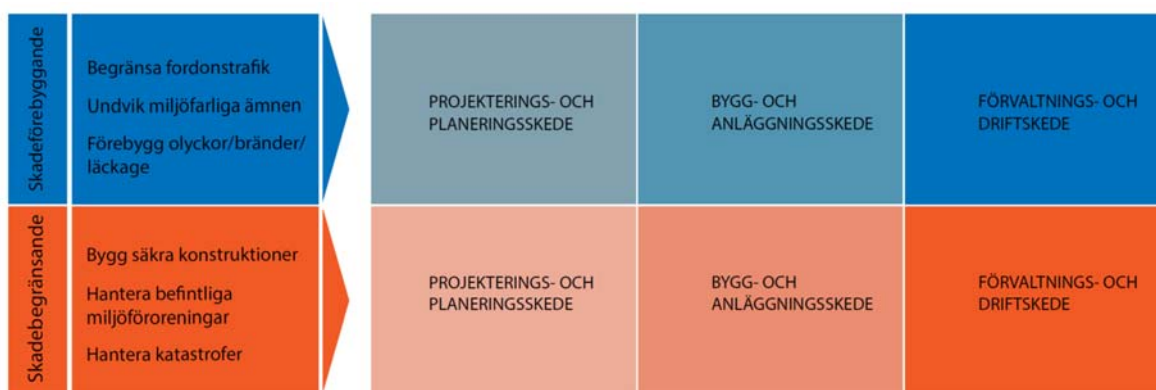 Skadeförebyggande
Begränsa fordonstrafik
Undvik miljöfarliga ämnen
Förebygg olyckor/bränder/
läckage
PROJEKTERINGS- OCH
PLANERINGSSKEDE
BYGG- OCH
ANLÄGGNINGSSKEDE
FÖRVALTNINGS- OCH
DRIFTSKEDE
Skadebegränsande
Bygg säkra konstruktioner
Hantera befintliga
miljöföroreningar
Hantera katastrofer
PROJEKTERINGS- OCH
PLANERINGSSKEDE
BYGG- OCH
ANLÄGGNINGSSKEDE
FÖRVALTNINGS- OCH
DRIFTSKEDE